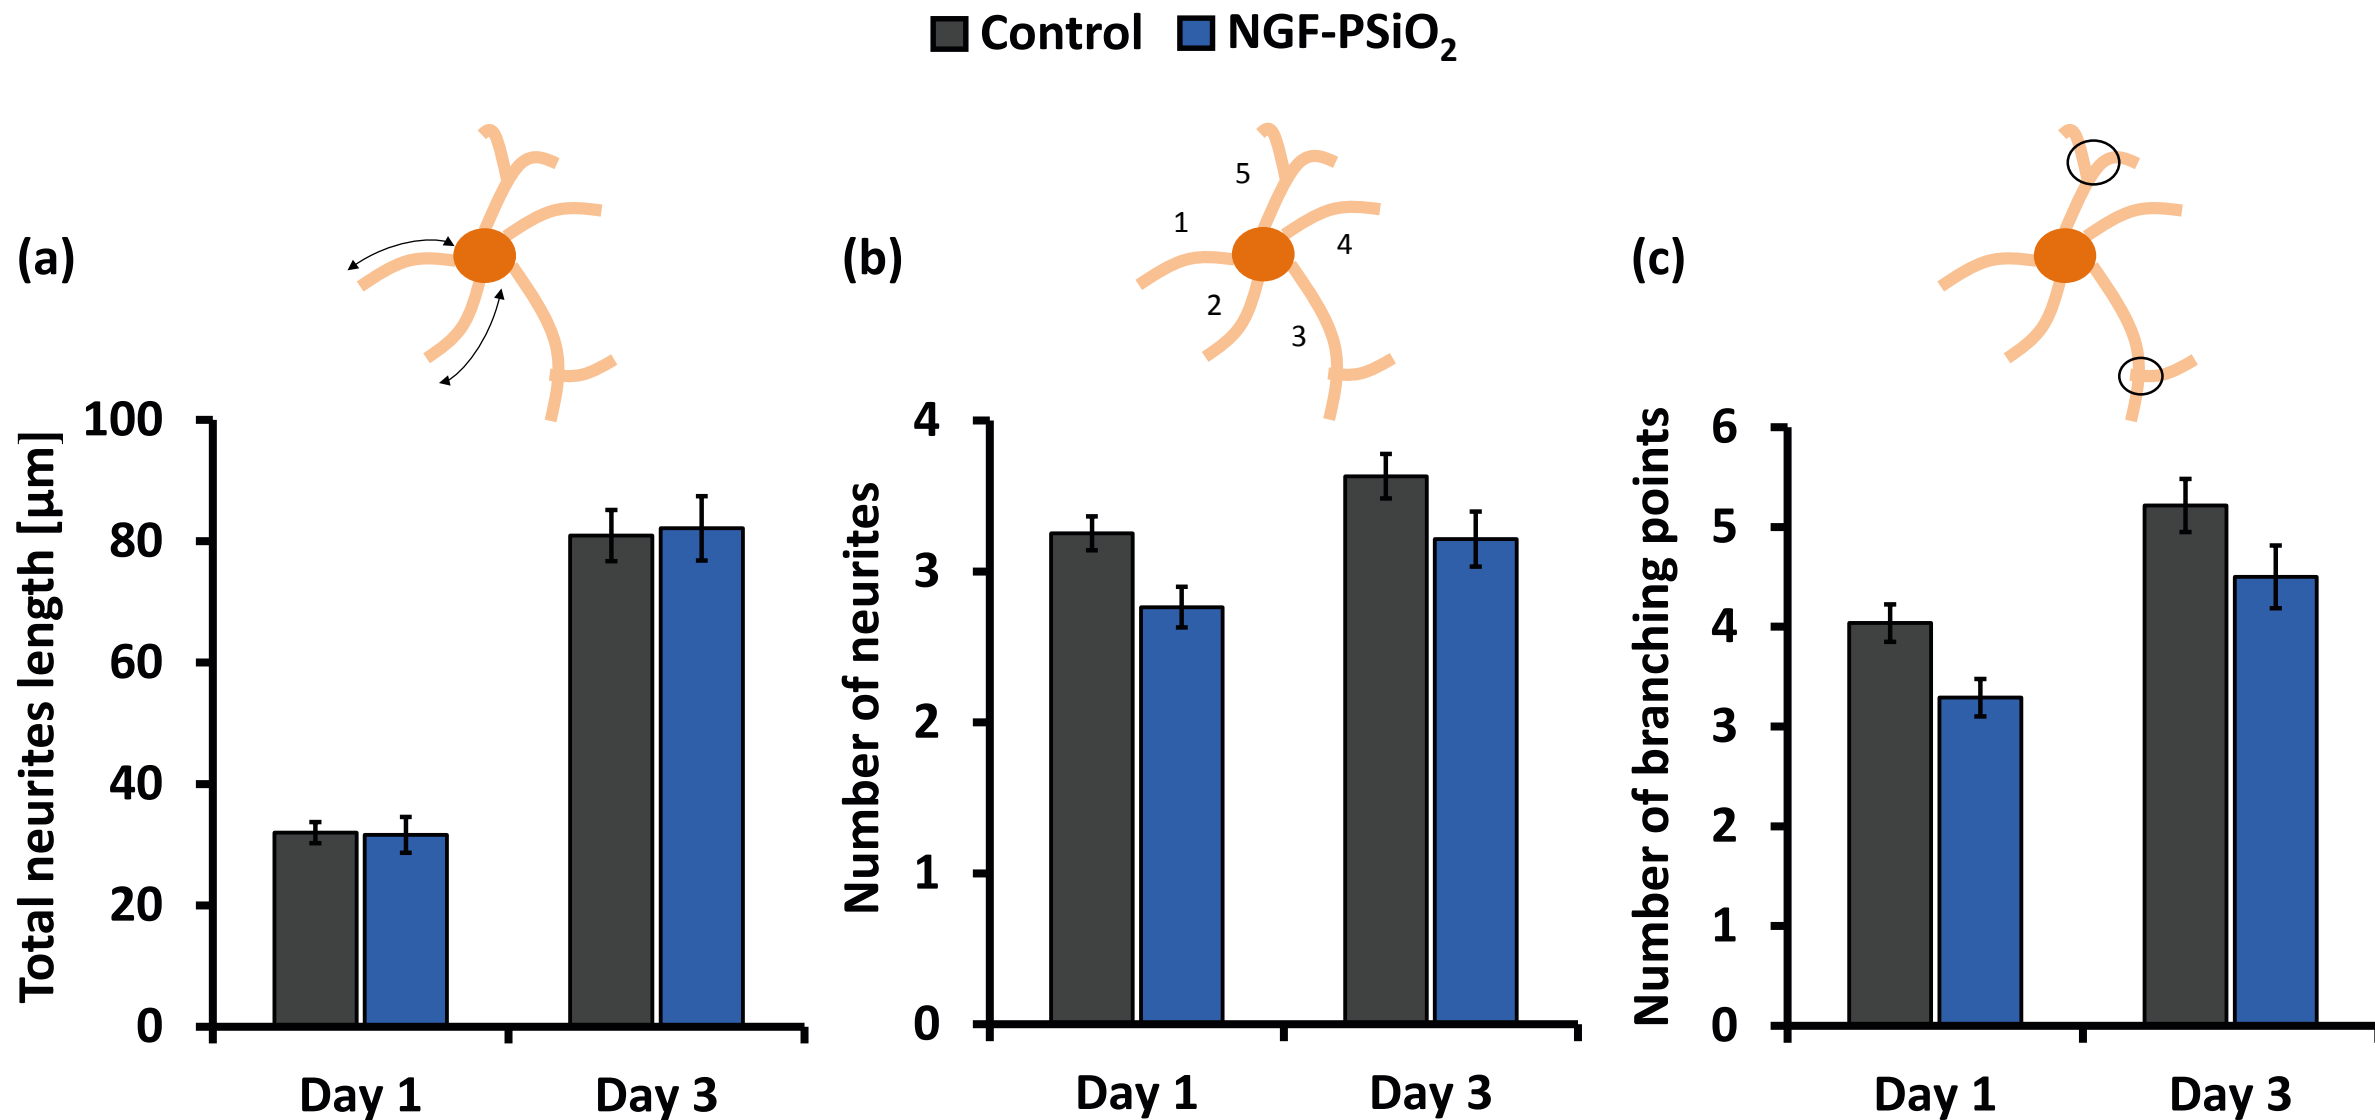 Control NGF-PSiO₂
(a)
Total neurites length [µm]
100
80
60
40
20
0
Day 1 Day 3
(b)
5
1
4
2
3
Number of neurites
4
3
2
1
0
Day 1 Day 3
(c)
Number of branching points
6
5
4
3
2
1
0
Day 1 Day 3